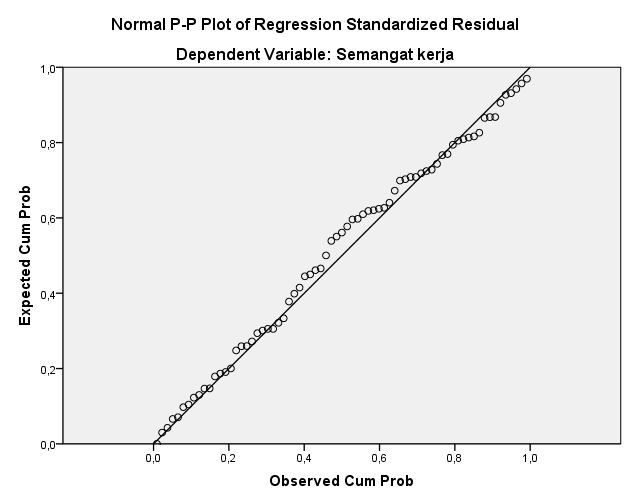 Normal P-P Plot of Regression Standardized Residual
Dependent Variable: Semangat kerja
1,0
0,8
0,6
0,4
0,2
0,0
Expected Cum Prob
0,0 0,2 0,4 0,6 0,8 1,0
Observed Cum Prob